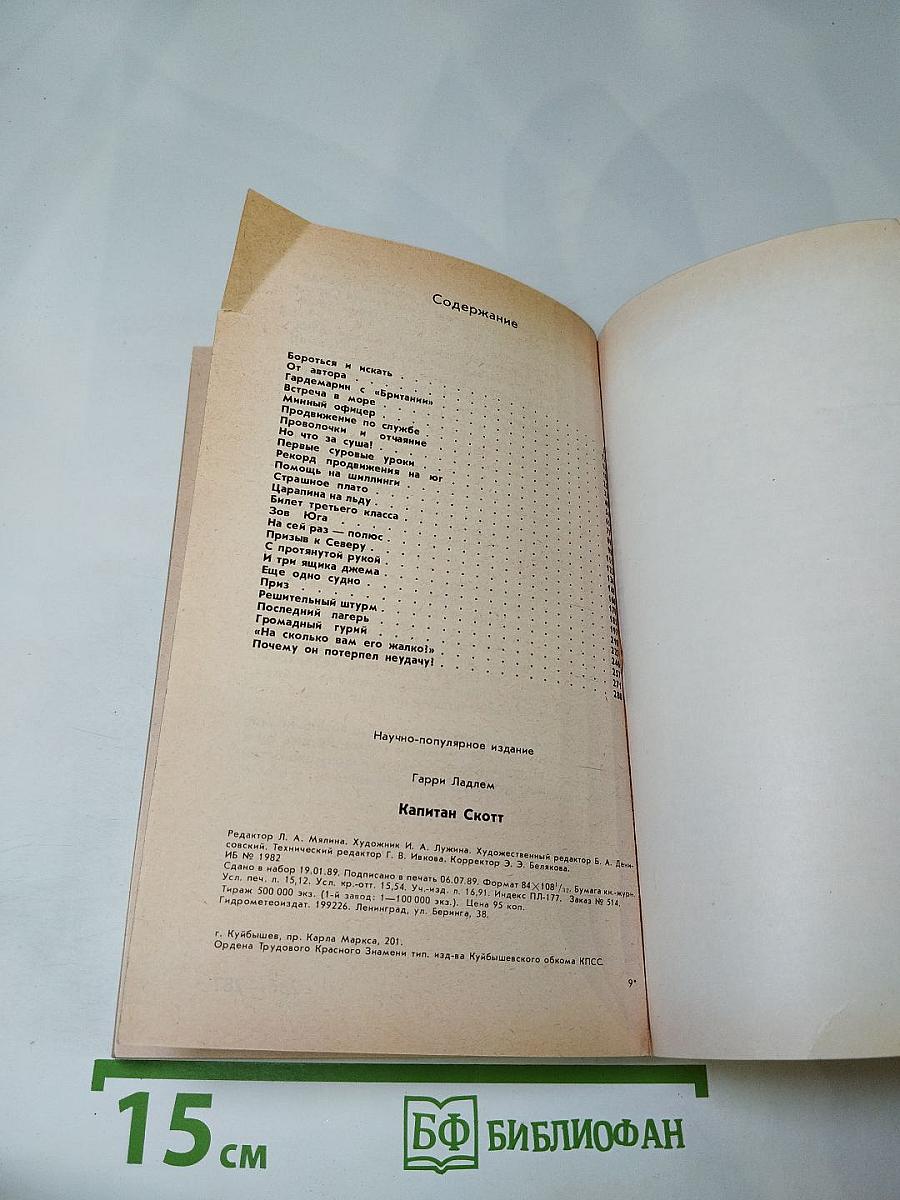 Содержание
Бороться и искать
От автора
Гардемарин с «Британии»
Встреча в море
Минный офицер
Продвижение по службе
Проволочки и отчаяние
Но что за суша!
Первые суровые уроки
Рекорд продвижения на юг
Помощь на шиллинги
Страшное плато
Царапина на льду
Билет третьего класса
Зов Юга
На сей раз — полюс
Призыв к Северу
С протянутой рукой
И три ящика джема
Еще одно судно
Приз
Решительный штурм
Последний лагерь
Громадный гурий
«На сколько вам его жалко?»
Почему он потерпел неудачу?
Научно-популярное издание
Гарри Ладлем
Капитан Скотт
Редактор Л. А. Мялина. Художник И. А. Лужина. Художественный редактор Б. А. Дени-
совский. Технический редактор Г. В. Ивкова. Корректор Э. Э. Белякова.
ИБ № 1982
Сдано в набор 19.01.89. Подписано в печать 06.07.89. Формат 84×108¹/₃₂. Бумага кн.-журн.
Усл. печ. л. 15,12. Усл. кр.-отт. 15,54. Уч.-изд. л. 16,91. Индекс ПЛ-177. Заказ № 514.
Тираж 500 000 экз. (1-й завод: 1—100 000 экз.). Цена 95 коп.
Гидрометеоиздат. 199226. Ленинград, ул. Беринга, 38.
г. Куйбышев, пр. Карла Маркса, 201.
Ордена Трудового Красного Знамени тип. изд-ва Куйбышевского обкома КПСС.
9*
15 см
БФ БИБЛИОФАН